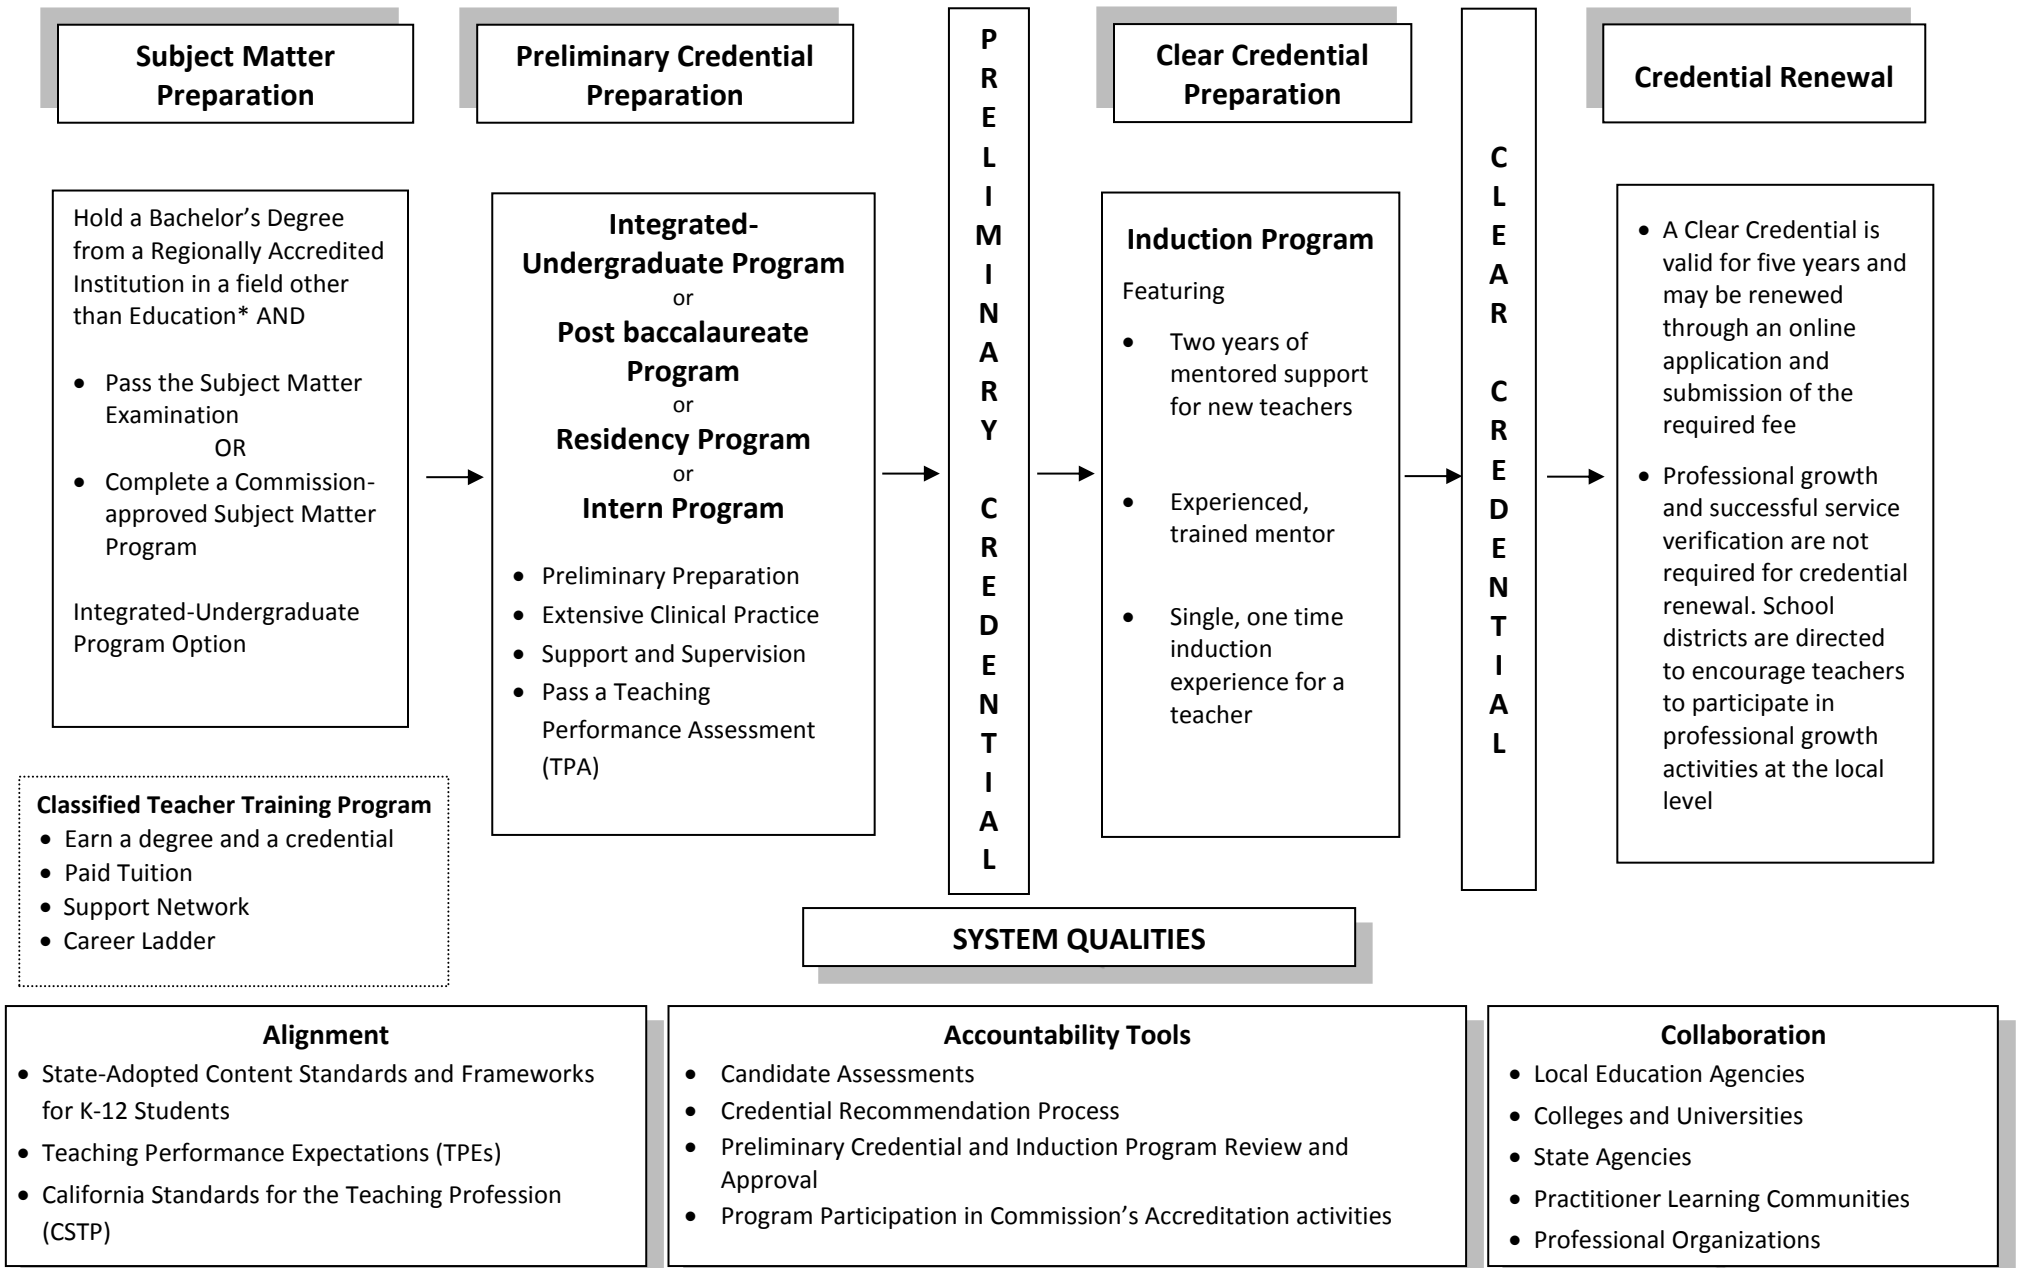 Subject Matter
Preparation
Preliminary Credential
Preparation
PRELIMINARY CREDENTIAL
Clear Credential
Preparation
CLEAR CREDENTIAL
Credential Renewal
Hold a Bachelor’s Degree
from a Regionally Accredited
Institution in a field other
than Education* AND
• Pass the Subject Matter
Examination
OR
• Complete a Commission-
approved Subject Matter
Program
Integrated-Undergraduate
Program Option
Integrated-
Undergraduate Program
or
Post baccalaureate
Program
or
Residency Program
or
Intern Program
• Preliminary Preparation
• Extensive Clinical Practice
• Support and Supervision
• Pass a Teaching
Performance Assessment
(TPA)
Induction Program
Featuring
• Two years of
mentored support
for new teachers
• Experienced,
trained mentor
• Single, one time
induction
experience for a
teacher
• A Clear Credential is
valid for five years and
may be renewed
through an online
application and
submission of the
required fee
• Professional growth
and successful service
verification are not
required for credential
renewal. School
districts are directed
to encourage teachers
to participate in
professional growth
activities at the local
level
Classified Teacher Training Program
• Earn a degree and a credential
• Paid Tuition
• Support Network
• Career Ladder
SYSTEM QUALITIES
Alignment
• State-Adopted Content Standards and Frameworks
for K-12 Students
• Teaching Performance Expectations (TPEs)
• California Standards for the Teaching Profession
(CSTP)
Accountability Tools
• Candidate Assessments
• Credential Recommendation Process
• Preliminary Credential and Induction Program Review and
Approval
• Program Participation in Commission’s Accreditation activities
Collaboration
• Local Education Agencies
• Colleges and Universities
• State Agencies
• Practitioner Learning Communities
• Professional Organizations